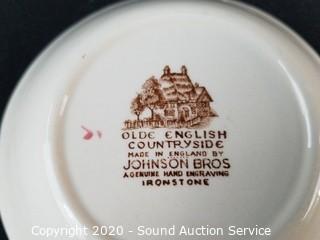 OLDE ENGLISH
COUNTRYSIDE
MADE IN ENGLAND BY
JOHNSON BROS
A GENUINE HAND ENGRAVING
IRONSTONE
Copyright 2020 - Sound Auction Service